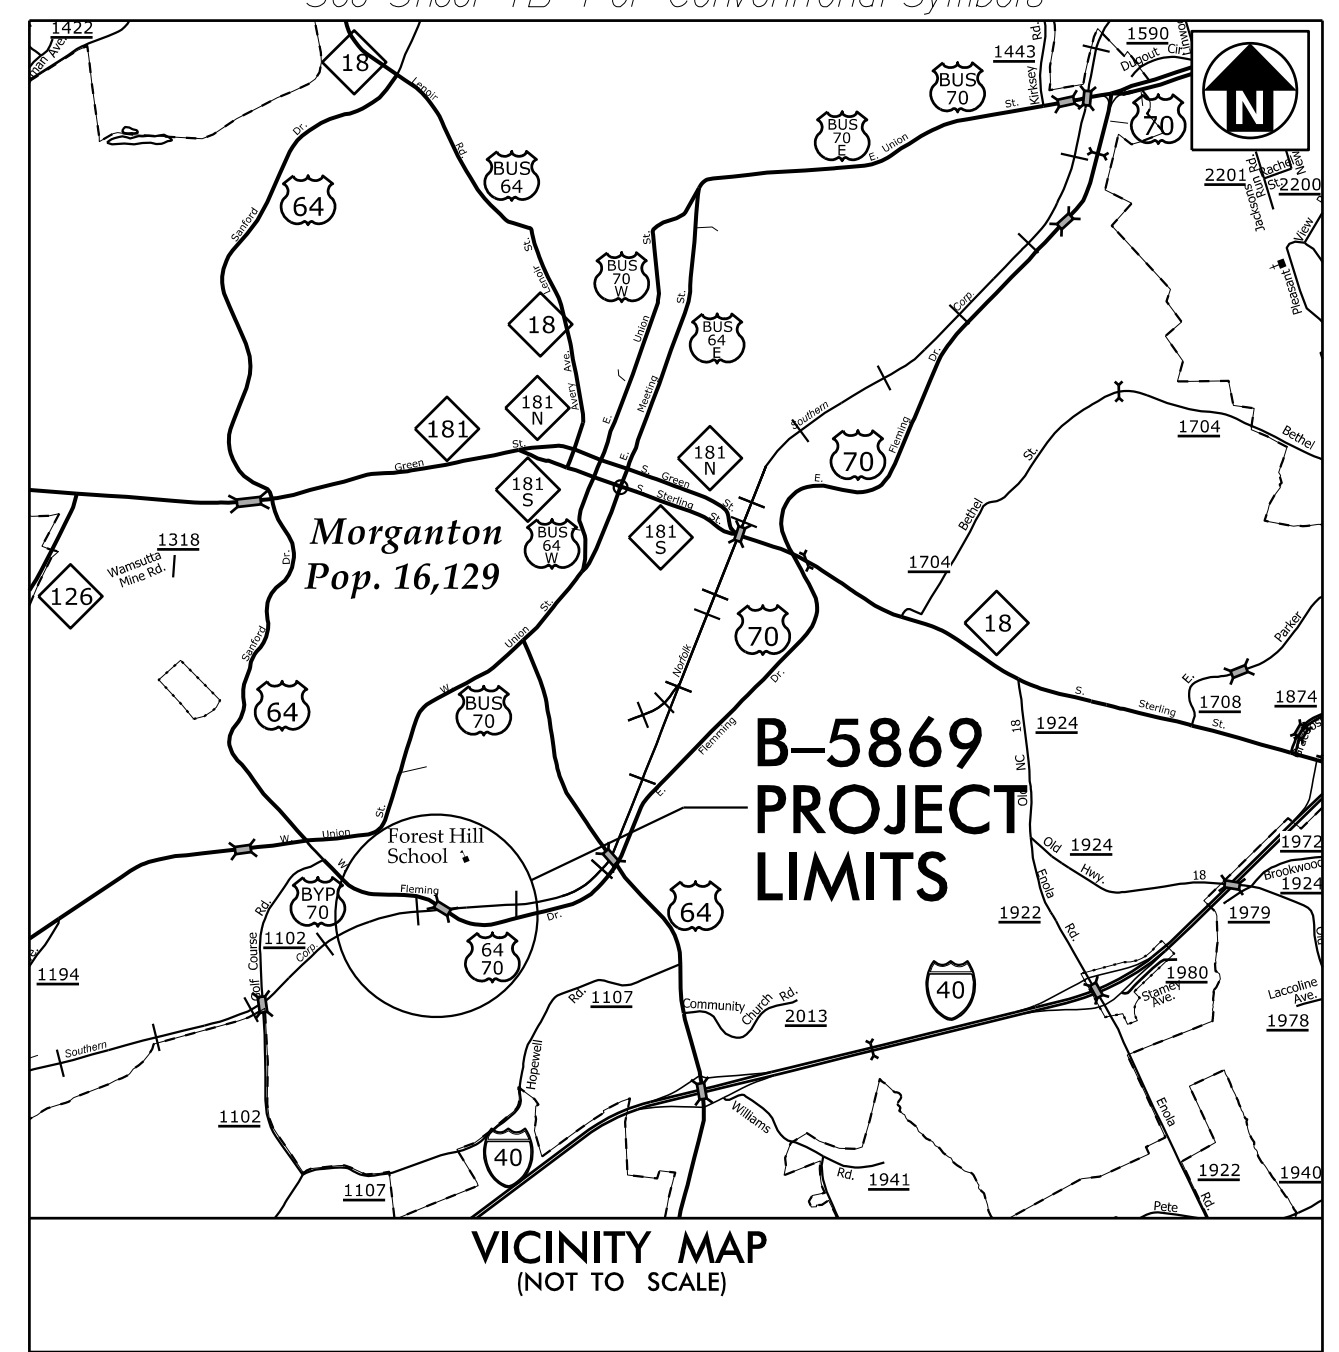 See Sheet 1B For Conventional Symbols
1422
18
Lenoir
Rd.
Dr.
64
Sanford
BUS
64
BUS
70
E
BUS
70
St.
E. Union
1443
Kirksey Rd.
1590
Dugout Cir.
70
N
2201
Jacksons
Run Rd.
Rachel
St.
New
2200
View
Pleasant
BUS
70
W
St.
Lenoir St.
18
Avery Ave.
181
N
181
Green
St.
E. Union
Meeting
St.
E.
BUS
64
E
Southern
Corp.
Dr.
Fleming
E.
70
1704
Bethel
St.
Bethel
1704
181
N
S. Green
St.
S. Sterling
St.
181
S
181
S
BUS
64
W
Morganton
Pop. 16,129
1318
Wamsutta
Mine Rd.
126
Dr.
Sanford
64
Union St.
W.
BUS
70
St.
70
Norfolk
Dr.
Flemming
E.
18
S. Sterling St.
Parker
E.
1708
1874
1924
Old NC 18
B–5869
PROJECT
LIMITS
Old
1924
Hwy.
18
1972
Brookwood
1924
1979
W. Union
Forest Hill
School
W.
Fleming
Dr.
BYP
70
64
70
64
Golf Course
Rd.
1102
Corp.
1194
Southern
1102
1107
Rd.
1107
Hopewell
Community
Church Rd.
2013
40
40
Enola
Rd.
1922
1980
Stamey
Ave.
Laccoline
Ave.
1978
Williams
Rd.
1941
Enola
Rd.
1922
1940
Pete
VICINITY MAP
(NOT TO SCALE)